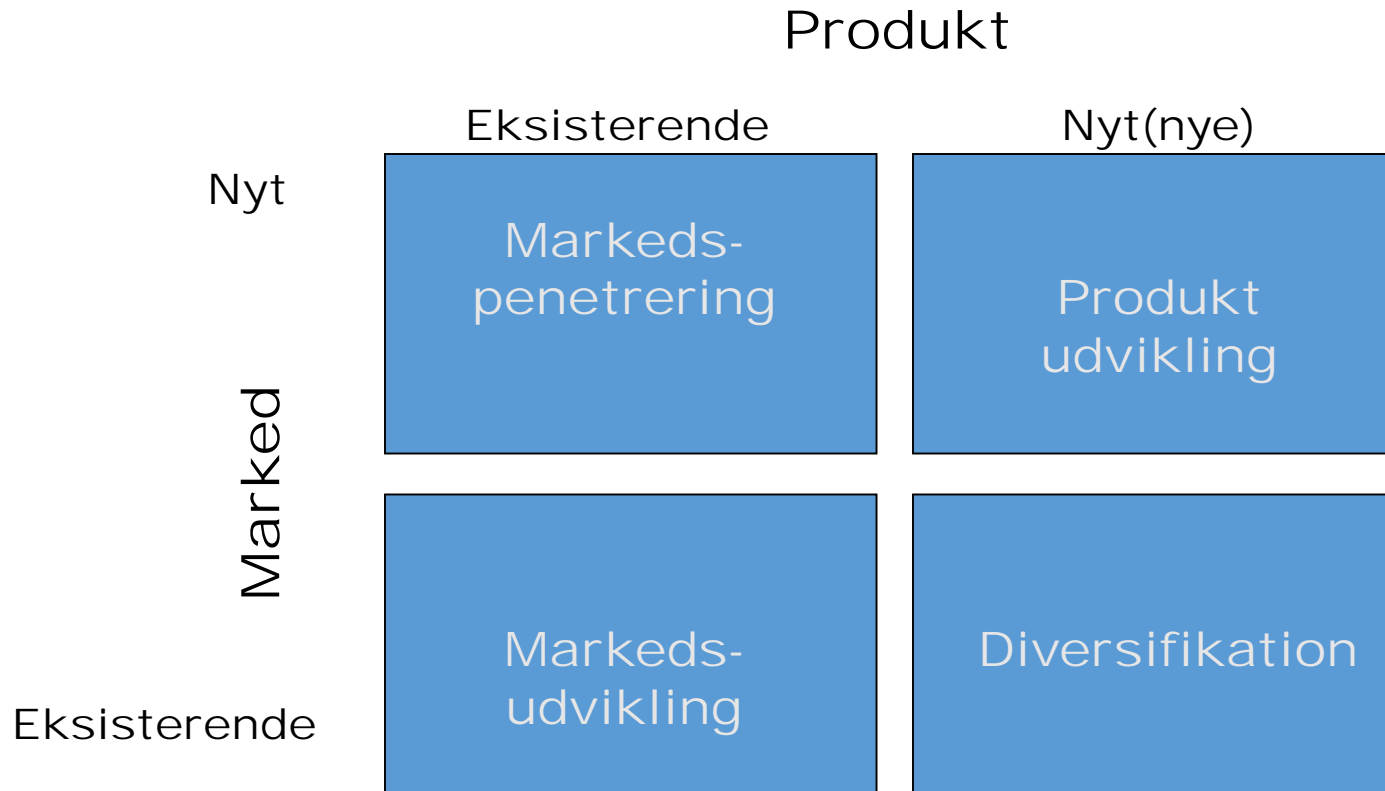 Produkt
Eksisterende
Nyt(nye)
Nyt
Markeds-
penetrering
Produkt
udvikling
Marked
Markeds-
udvikling
Diversifikation
Eksisterende